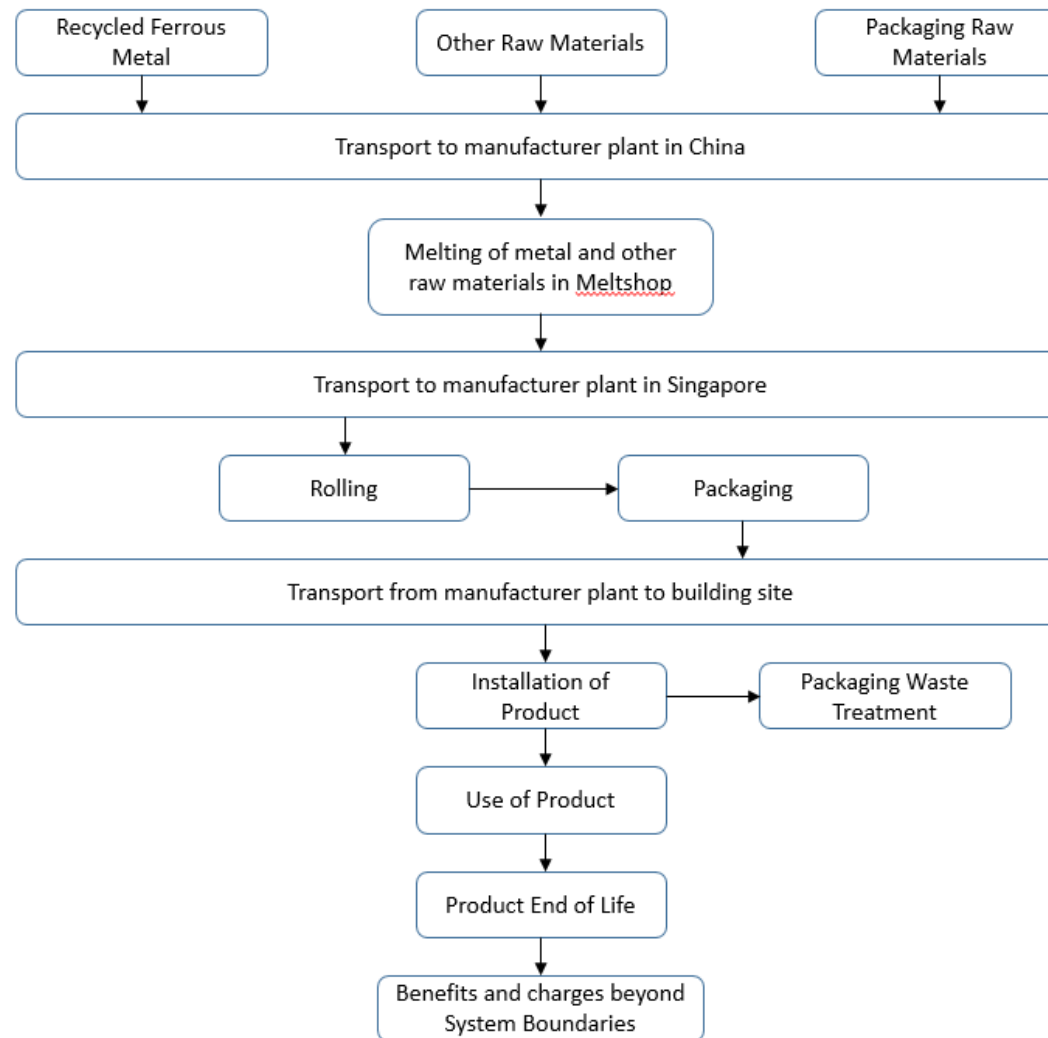 Recycled Ferrous
Metal
Other Raw Materials
Packaging Raw
Materials
Transport to manufacturer plant in China
Melting of metal and other
raw materials in Meltshop
Transport to manufacturer plant in Singapore
Rolling
Packaging
Transport from manufacturer plant to building site
Installation of
Product
Packaging Waste
Treatment
Use of Product
Product End of Life
Benefits and charges beyond
System Boundaries